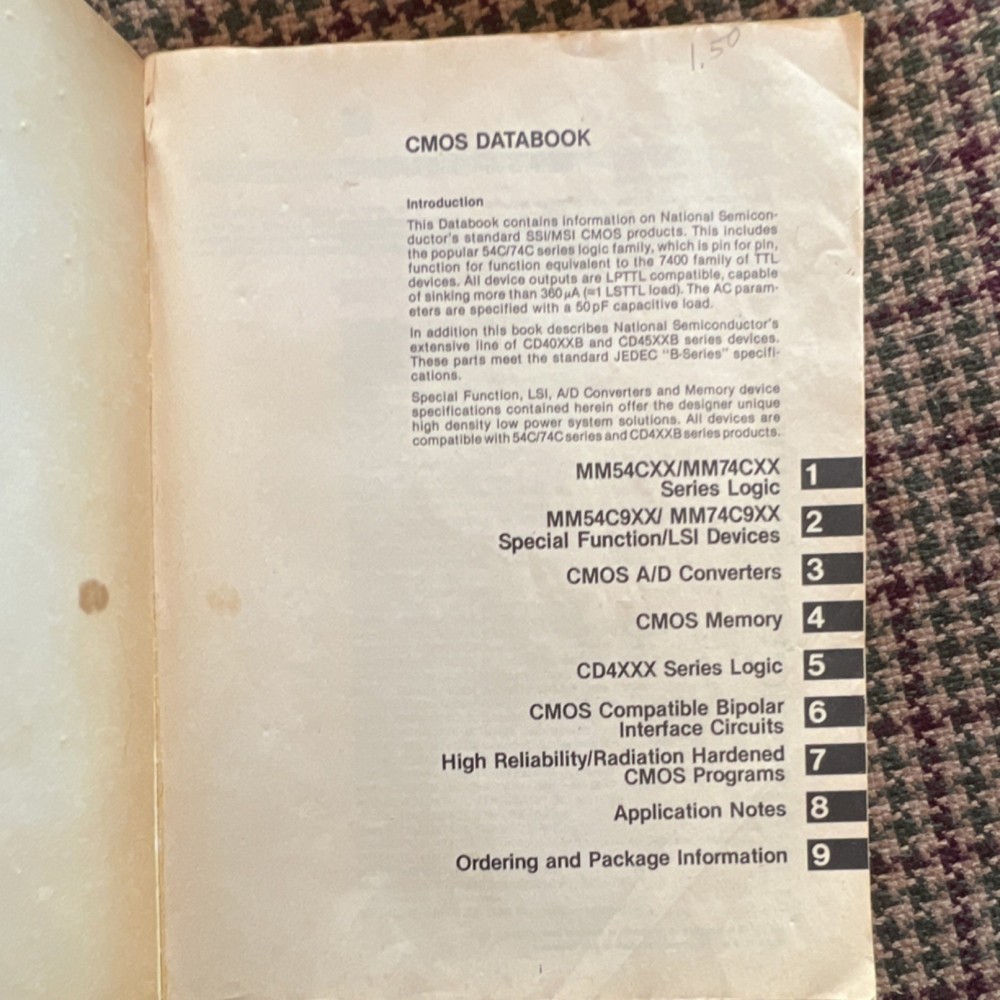 1.50
CMOS DATABOOK
Introduction
This Databook contains information on National Semicon-
ductor's standard SSI/MSI CMOS products. This includes
the popular 54C/74C series logic family, which is pin for pin,
function for function equivalent to the 7400 family of TTL
devices. All device outputs are LPTTL compatible, capable
of sinking more than 360μA (≈1 LSTTL load). The AC param-
eters are specified with a 50pF capacitive load.
In addition this book describes National Semiconductor's
extensive line of CD40XXB and CD45XXB series devices.
These parts meet the standard JEDEC "B-Series" specifi-
cations.
Special Function, LSI, A/D Converters and Memory device
specifications contained herein offer the designer unique
high density low power system solutions. All devices are
compatible with 54C/74C series and CD4XXB series products.
MM54CXX/MM74CXX 1
Series Logic
MM54C9XX/ MM74C9XX 2
Special Function/LSI Devices
CMOS A/D Converters 3
CMOS Memory 4
CD4XXX Series Logic 5
CMOS Compatible Bipolar 6
Interface Circuits
High Reliability/Radiation Hardened 7
CMOS Programs
Application Notes 8
Ordering and Package Information 9